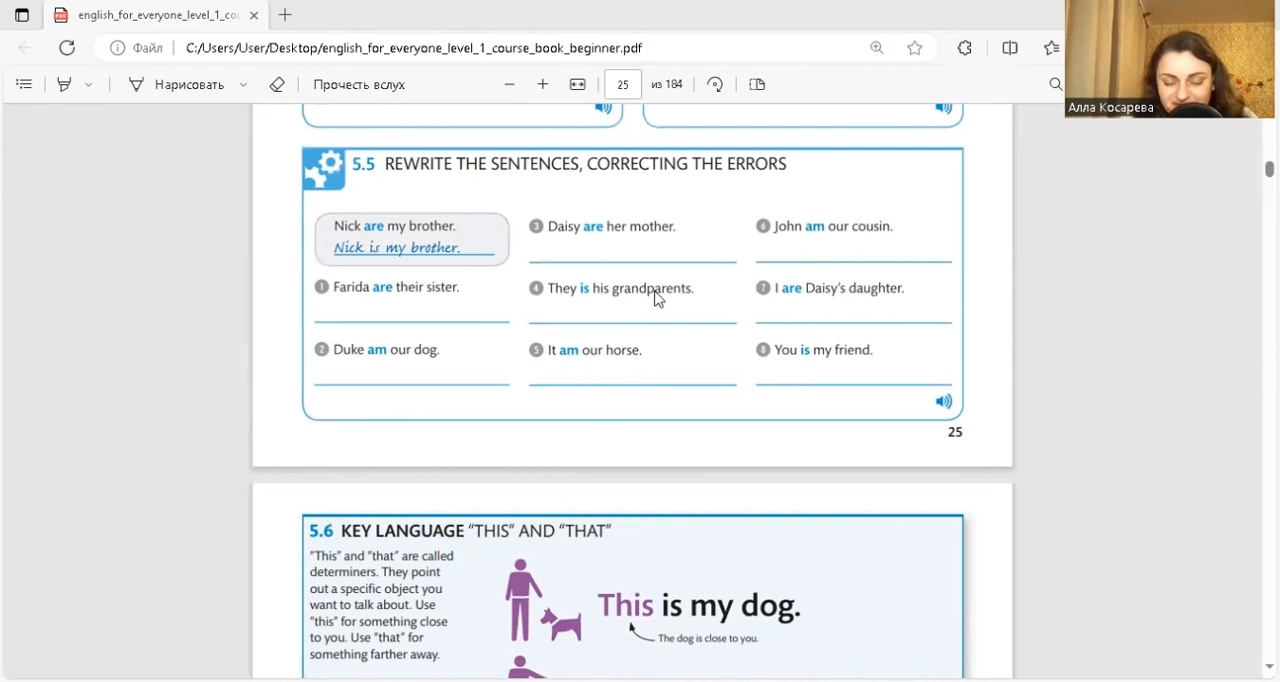 english_for_everyone_level_1_cou
Файл
C:/Users/User/Desktop/english_for_everyone_level_1_course_book_beginner.pdf
Нарисовать
Прочесть вслух
25
из 184
Алла Косарева
5.5 REWRITE THE SENTENCES, CORRECTING THE ERRORS
Nick are my brother.
Nick is my brother.
1 Farida are their sister.
2 Duke am our dog.
3 Daisy are her mother.
4 They is his grandparents.
5 It am our horse.
6 John am our cousin.
7 I are Daisy's daughter.
8 You is my friend.
25
5.6 KEY LANGUAGE "THIS" AND "THAT"
"This" and "that" are called
determiners. They point
out a specific object you
want to talk about. Use
"this" for something close
to you. Use "that" for
something farther away.
This is my dog.
The dog is close to you.